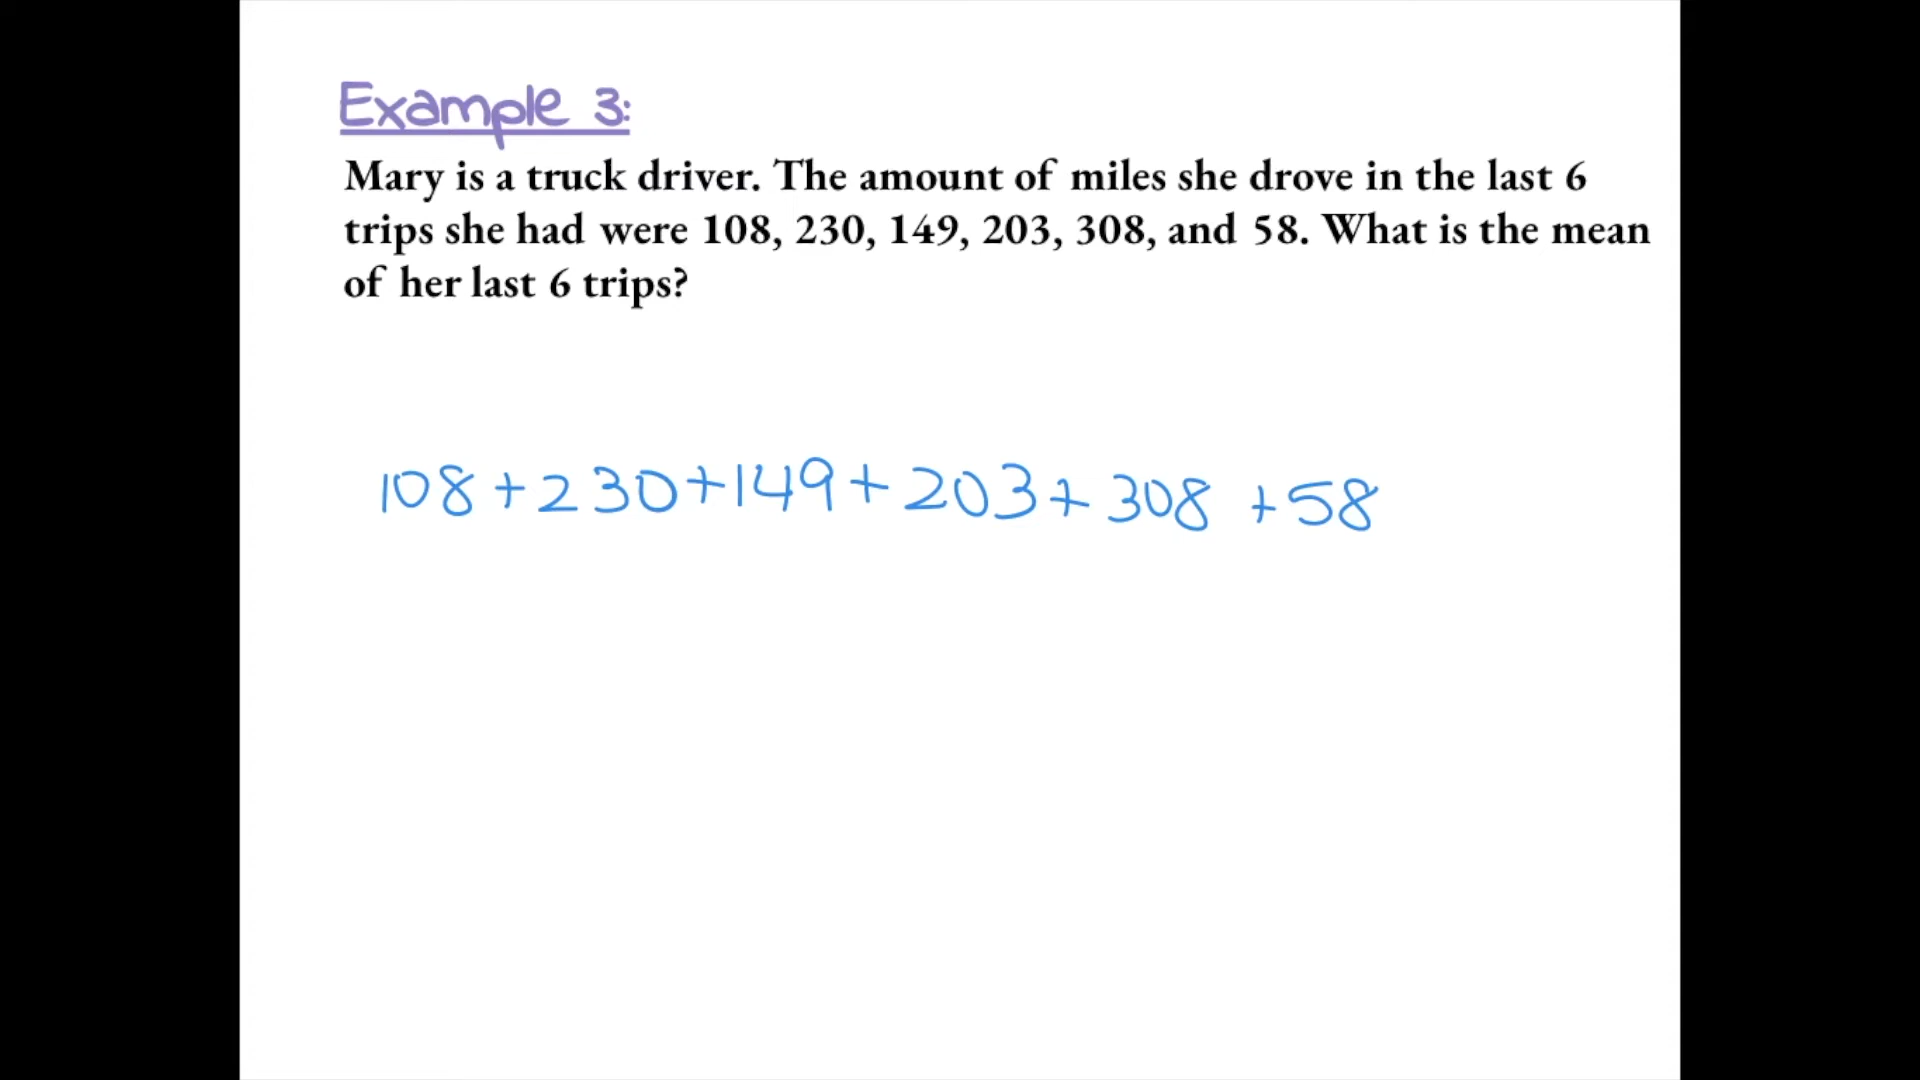 Example 3:
Mary is a truck driver. The amount of miles she drove in the last 6
trips she had were 108, 230, 149, 203, 308, and 58. What is the mean
of her last 6 trips?
108+230+149+203+308+58